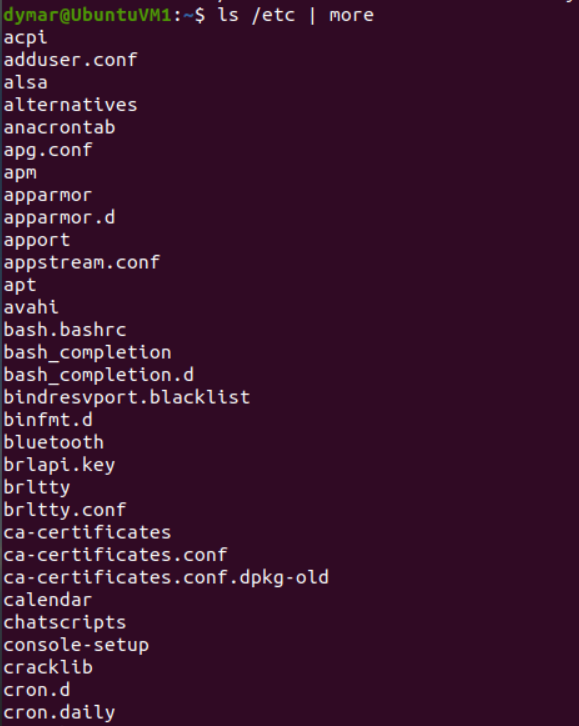 dymar@UbuntuVM1:~$ ls /etc | more
acpi
adduser.conf
alsa
alternatives
anacrontab
apg.conf
apm
apparmor
apparmor.d
apport
appstream.conf
apt
avahi
bash.bashrc
bash_completion
bash_completion.d
bindresvport.blacklist
binfmt.d
bluetooth
brlapi.key
brltty
brltty.conf
ca-certificates
ca-certificates.conf
ca-certificates.conf.dpkg-old
calendar
chatscripts
console-setup
cracklib
cron.d
cron.daily